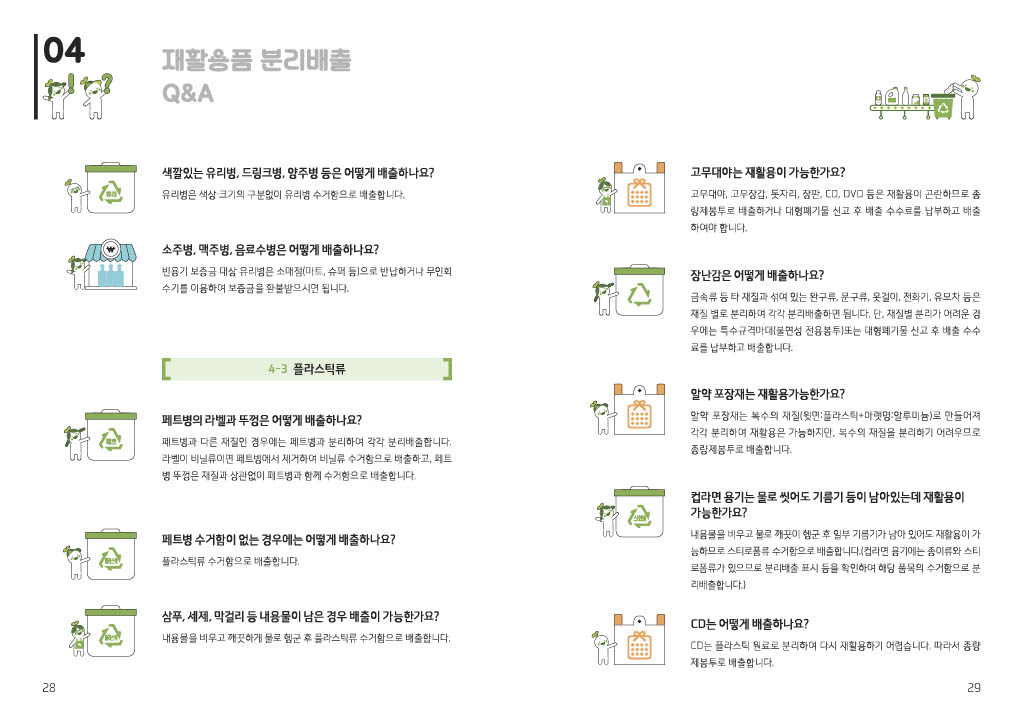 04
재활용품 분리배출
Q&A
색깔있는 유리병, 드링크병, 양주병 등은 어떻게 배출하나요?
유리병은 색상·크기의 구분없이 유리병 수거함으로 배출합니다.
소주병, 맥주병, 음료수병은 어떻게 배출하나요?
빈용기 보증금 대상 유리병은 소매점(마트, 슈퍼 등)으로 반납하거나 무인회
수기를 이용하여 보증금을 환불받으시면 됩니다.
4-3 플라스틱류
페트병의 라벨과 뚜껑은 어떻게 배출하나요?
페트병과 다른 재질인 경우에는 페트병과 분리하여 각각 분리배출합니다.
라벨이 비닐류이면 페트병에서 제거하여 비닐류 수거함으로 배출하고, 페트
병 뚜껑은 재질과 상관없이 페트병과 함께 수거함으로 배출합니다.
페트병 수거함이 없는 경우에는 어떻게 배출하나요?
플라스틱류 수거함으로 배출합니다.
샴푸, 세제, 막걸리 등 내용물이 남은 경우 배출이 가능한가요?
내용물을 비우고 깨끗하게 물로 헹군 후 플라스틱류 수거함으로 배출합니다.
28
고무대야는 재활용이 가능한가요?
고무대야, 고무장갑, 돗자리, 장판, CD, DVD 등은 재활용이 곤란하므로 종
량제봉투로 배출하거나 대형폐기물 신고 후 배출 수수료를 납부하고 배출
하여야 합니다.
장난감은 어떻게 배출하나요?
금속류 등 타 재질과 섞여 있는 완구류, 문구류, 옷걸이, 전화기, 유모차 등은
재질 별로 분리하여 각각 분리배출하면 됩니다. 단, 재질별 분리가 어려운 경
우에는 특수규격마대(불연성 전용봉투)또는 대형폐기물 신고 후 배출 수수
료를 납부하고 배출합니다.
알약 포장재는 재활용가능한가요?
알약 포장재는 복수의 재질(윗면:플라스틱+아랫면:알루미늄)로 만들어져
각각 분리하여 재활용은 가능하지만, 복수의 재질을 분리하기 어려우므로
종량제봉투로 배출합니다.
컵라면 용기는 물로 씻어도 기름기 등이 남아있는데 재활용이
가능한가요?
내용물을 비우고 물로 깨끗이 헹군 후 일부 기름기가 남아 있어도 재활용이 가
능하므로 스티로폼류 수거함으로 배출합니다.(컵라면 용기에는 종이류와 스티
로폼류가 있으므로 분리배출 표시 등을 확인하여 해당 품목의 수거함으로 분
리배출합니다.)
CD는 어떻게 배출하나요?
CD는 플라스틱 원료로 분리하여 다시 재활용하기 어렵습니다. 따라서 종량
제봉투로 배출합니다.
29